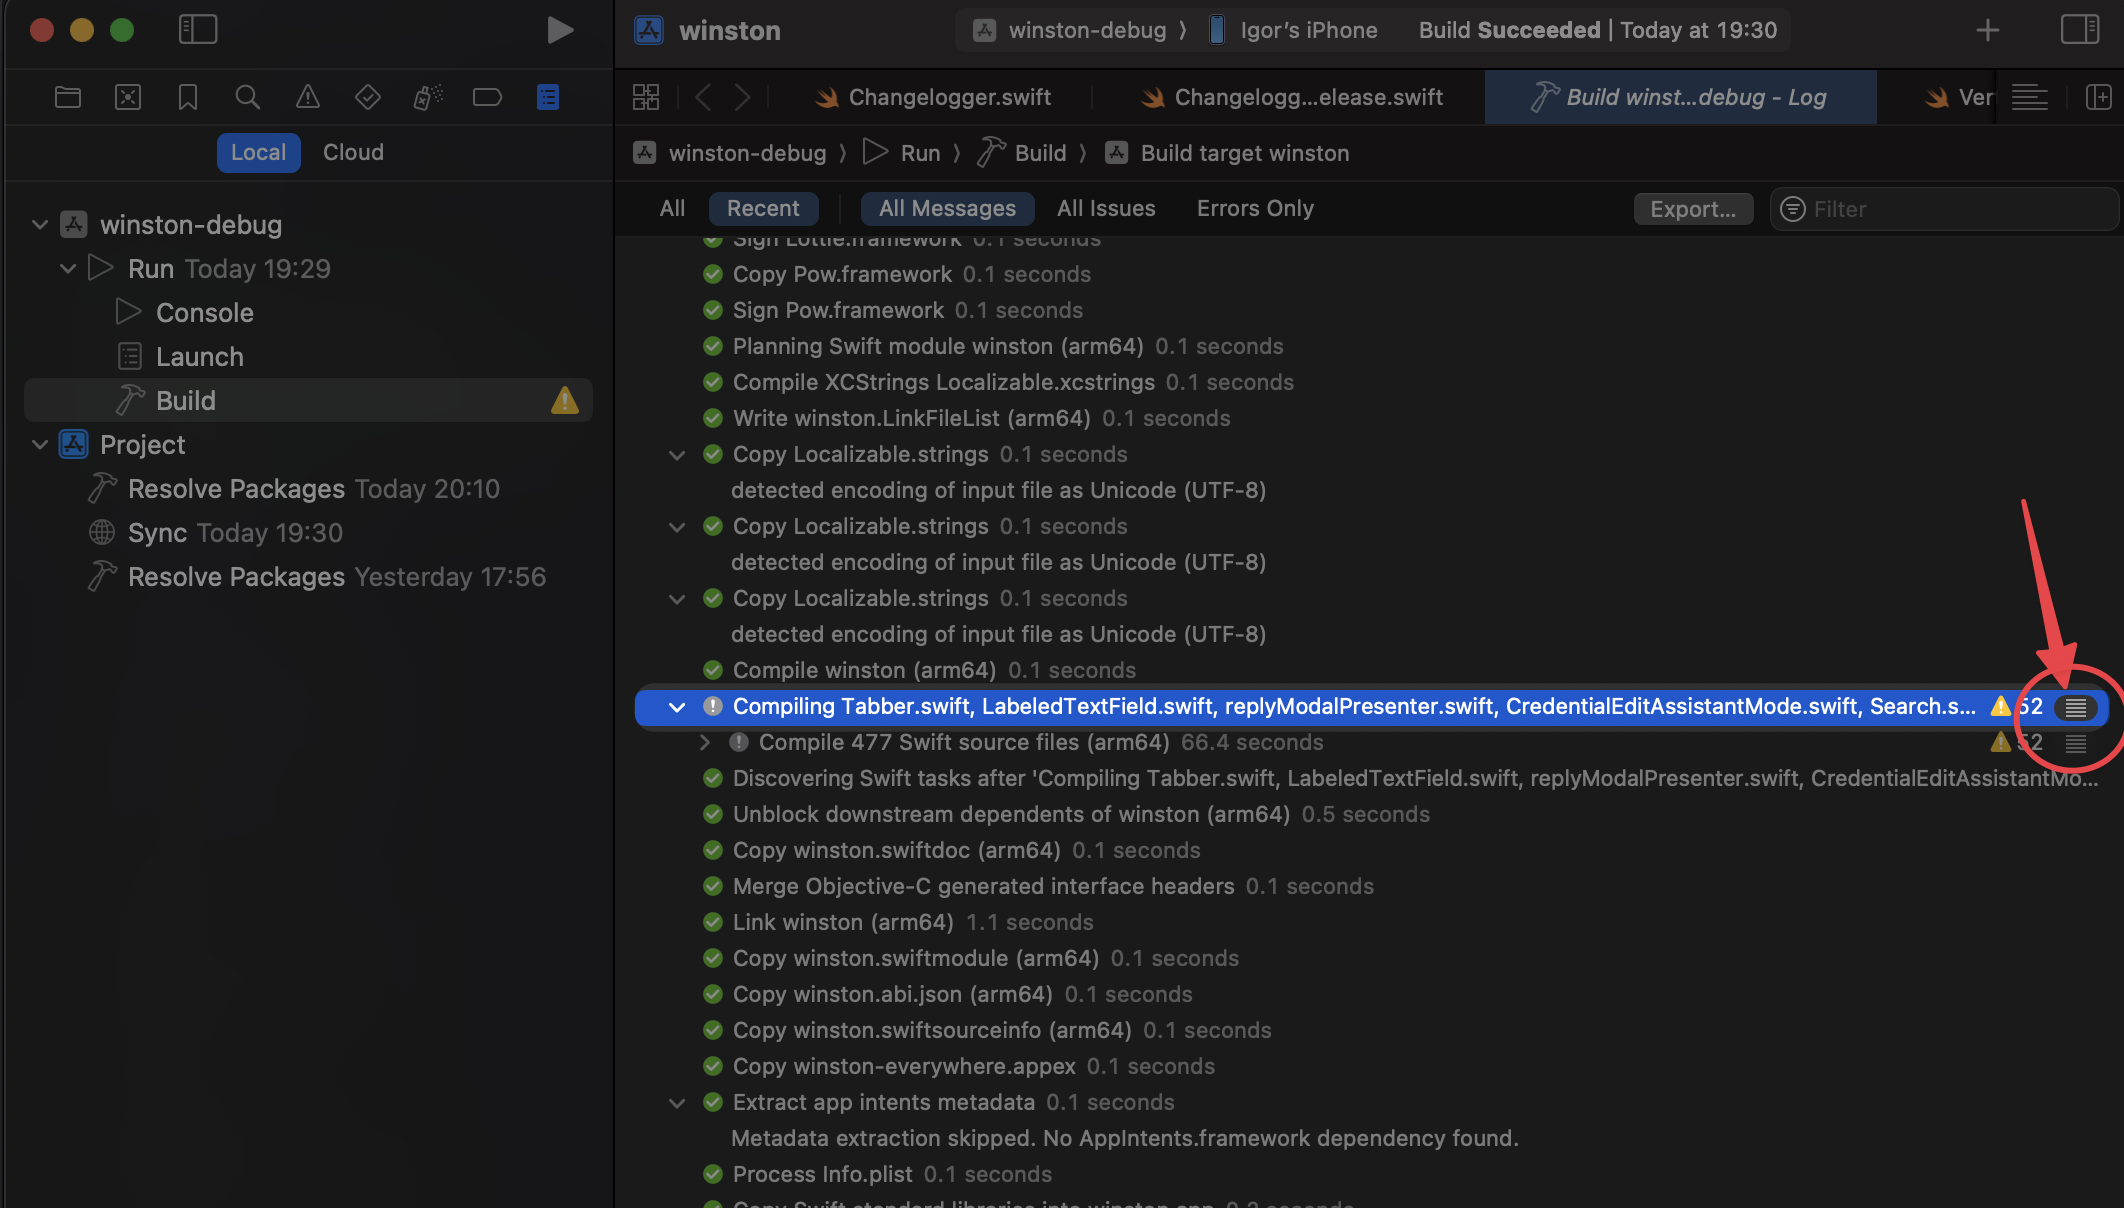 winston
winston-debug 〉 Igor's iPhone
Build Succeeded | Today at 19:30
Changelogger.swift
Changelogg...elease.swift
Build winst...debug - Log
Ver
Local
Cloud
winston-debug 〉 Run 〉 Build 〉 Build target winston
All
Recent
All Messages
All Issues
Errors Only
Export...
Filter
winston-debug
Run Today 19:29
Console
Launch
Build
Project
Resolve Packages Today 20:10
Sync Today 19:30
Resolve Packages Yesterday 17:56
Sign Lottie.framework 0.1 seconds
Copy Pow.framework 0.1 seconds
Sign Pow.framework 0.1 seconds
Planning Swift module winston (arm64) 0.1 seconds
Compile XCStrings Localizable.xcstrings 0.1 seconds
Write winston.LinkFileList (arm64) 0.1 seconds
Copy Localizable.strings 0.1 seconds
detected encoding of input file as Unicode (UTF-8)
Copy Localizable.strings 0.1 seconds
detected encoding of input file as Unicode (UTF-8)
Copy Localizable.strings 0.1 seconds
detected encoding of input file as Unicode (UTF-8)
Compile winston (arm64) 0.1 seconds
Compiling Tabber.swift, LabeledTextField.swift, replyModalPresenter.swift, CredentialEditAssistantMode.swift, Search.s... 52
Compile 477 Swift source files (arm64) 66.4 seconds 52
Discovering Swift tasks after 'Compiling Tabber.swift, LabeledTextField.swift, replyModalPresenter.swift, CredentialEditAssistantMo...
Unblock downstream dependents of winston (arm64) 0.5 seconds
Copy winston.swiftdoc (arm64) 0.1 seconds
Merge Objective-C generated interface headers 0.1 seconds
Link winston (arm64) 1.1 seconds
Copy winston.swiftmodule (arm64) 0.1 seconds
Copy winston.abi.json (arm64) 0.1 seconds
Copy winston.swiftsourceinfo (arm64) 0.1 seconds
Copy winston-everywhere.appex 0.1 seconds
Extract app intents metadata 0.1 seconds
Metadata extraction skipped. No AppIntents.framework dependency found.
Process Info.plist 0.1 seconds
Copy Swift standard libraries into winston.app